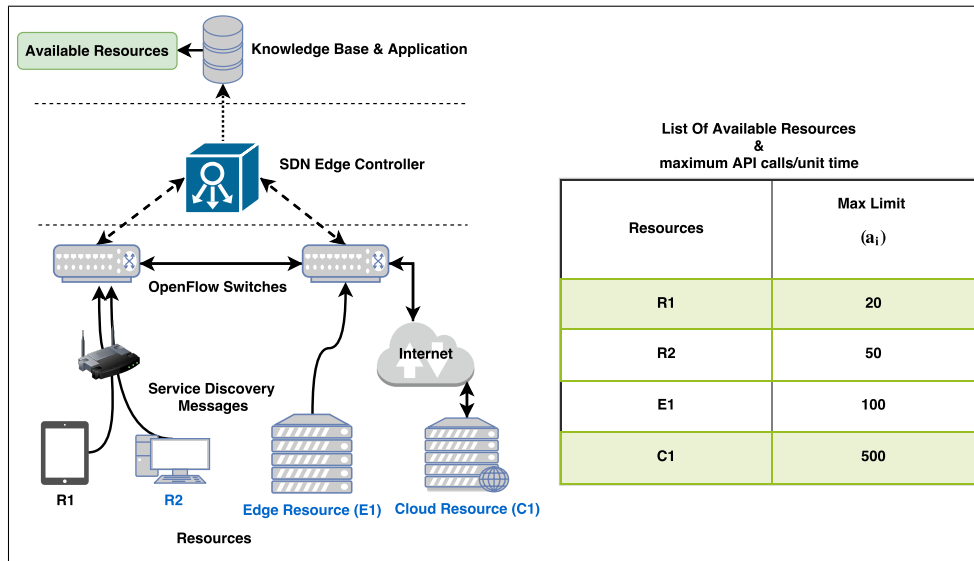 Available Resources
Knowledge Base & Application
SDN Edge Controller
OpenFlow Switches
Internet
Service Discovery
Messages
R1
R2
Edge Resource (E1)
Cloud Resource (C1)
Resources
List Of Available Resources
&
maximum API calls/unit time
Resources
Max Limit
(aᵢ)
R1
20
R2
50
E1
100
C1
500